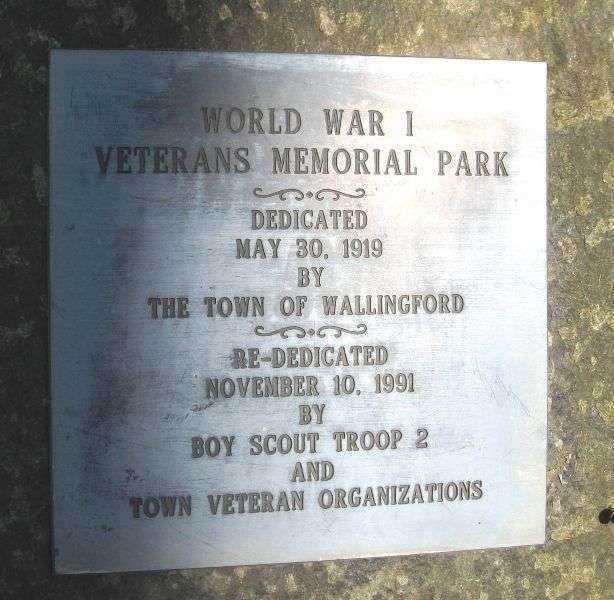 WORLD WAR I
VETERANS MEMORIAL PARK
DEDICATED
MAY 30, 1919
BY
THE TOWN OF WALLINGFORD
RE-DEDICATED
NOVEMBER 10, 1991
BY
BOY SCOUT TROOP 2
AND
TOWN VETERAN ORGANIZATIONS